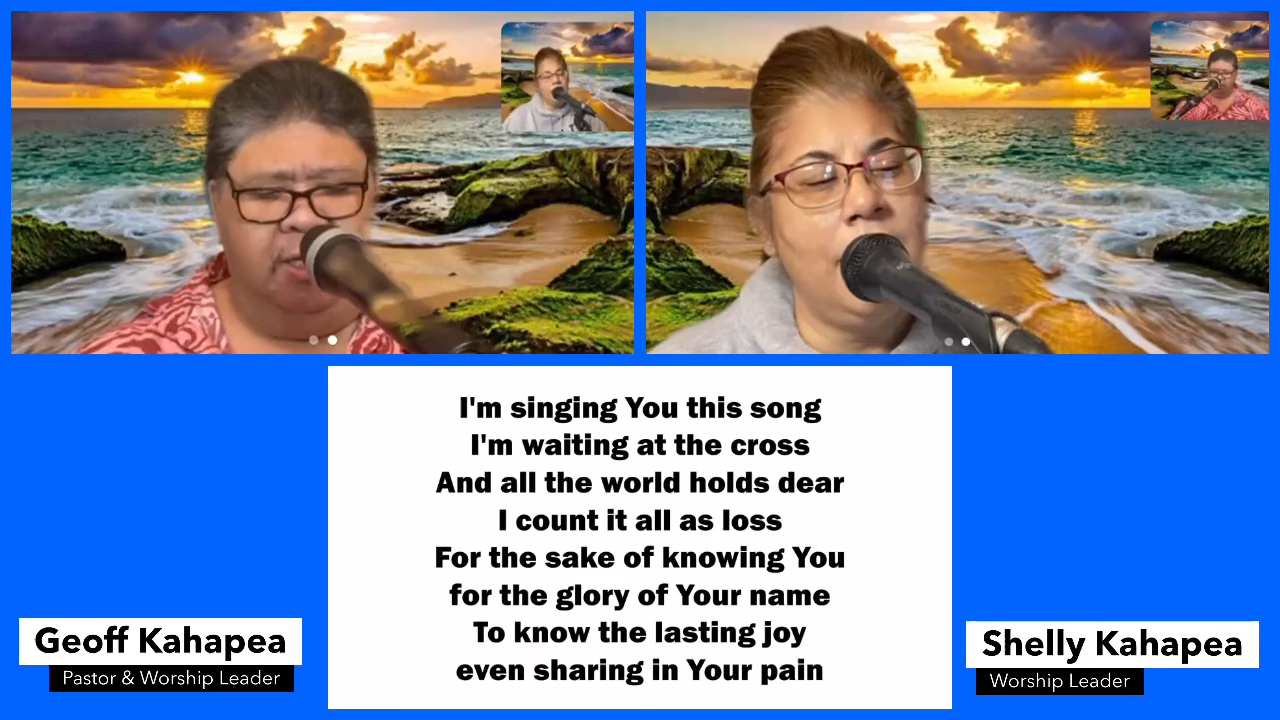 I'm singing You this song
I'm waiting at the cross
And all the world holds dear
I count it all as loss
For the sake of knowing You
for the glory of Your name
To know the lasting joy
even sharing in Your pain
Geoff Kahapea
Pastor & Worship Leader
Shelly Kahapea
Worship Leader